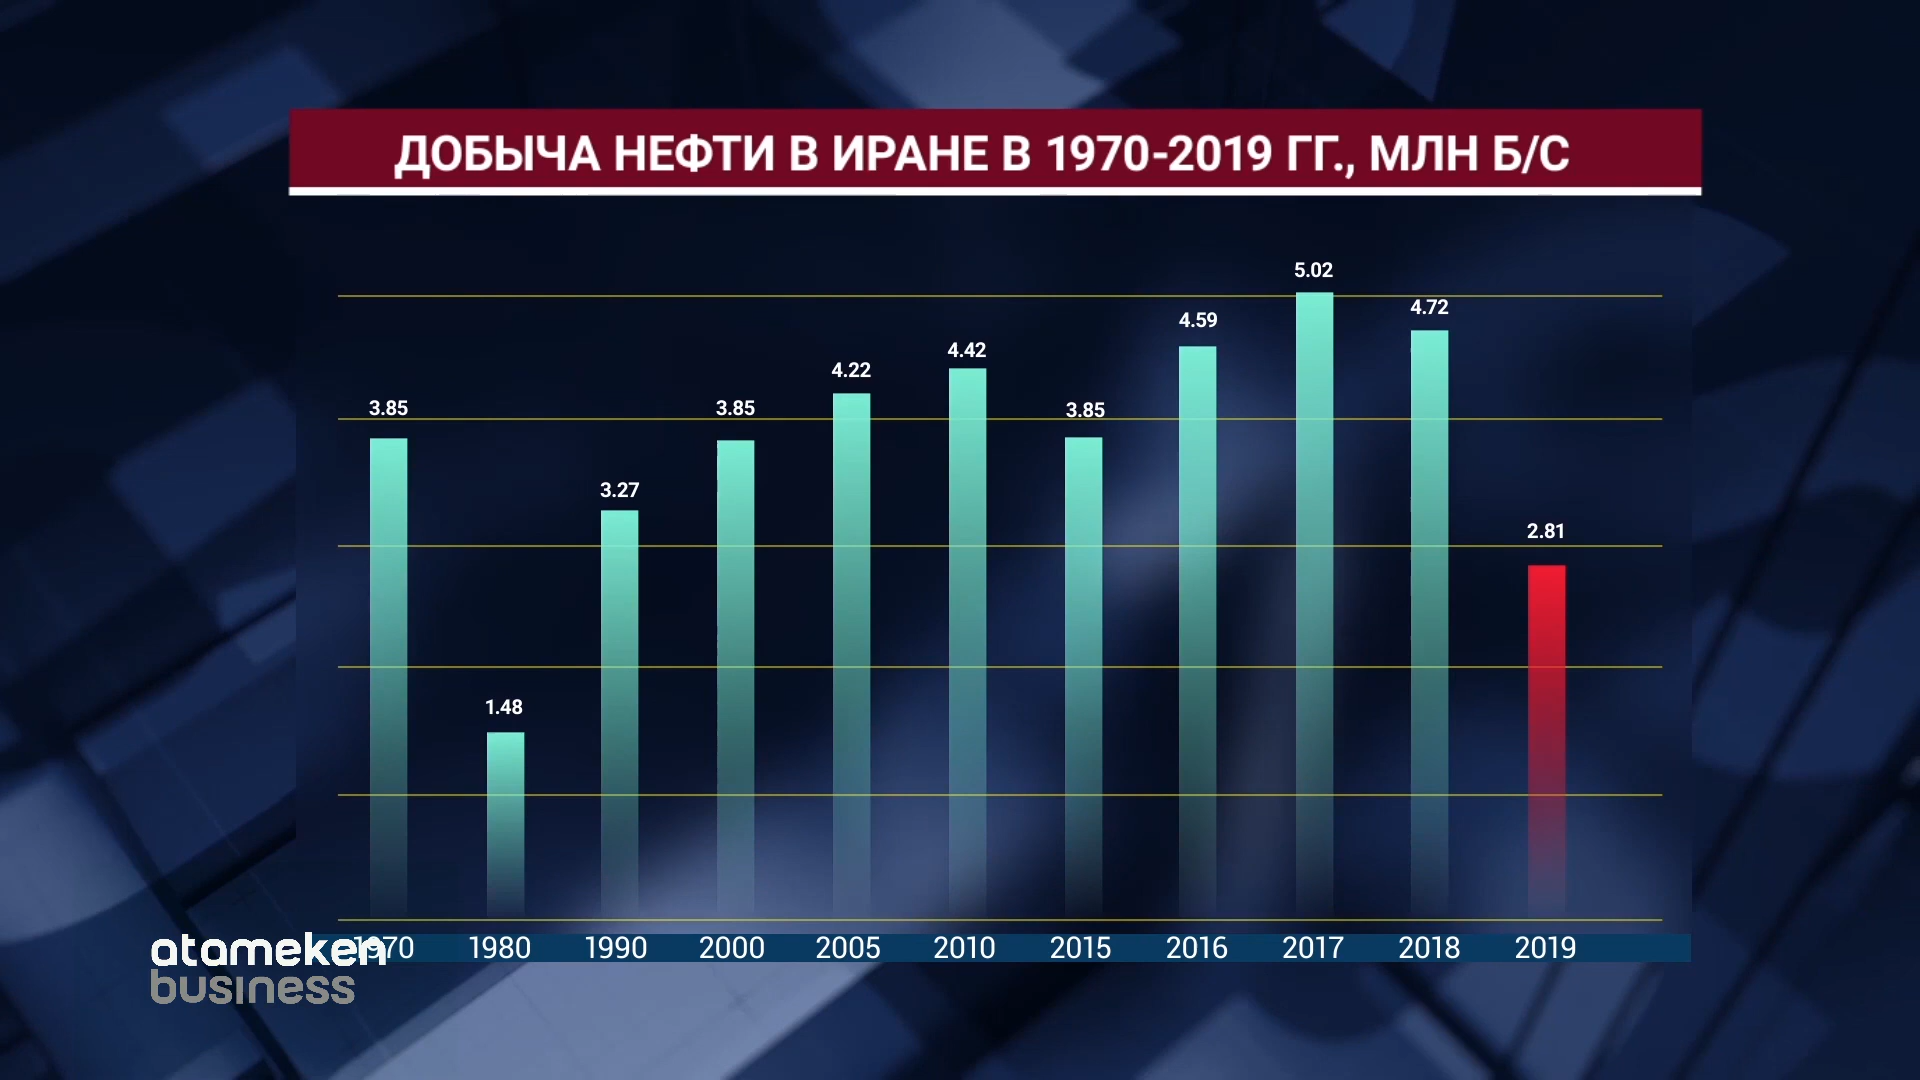 ДОБЫЧА НЕФТИ В ИРАНЕ В 1970-2019 ГГ., МЛН Б/С
3.85
1.48
3.27
3.85
4.22
4.42
3.85
4.59
5.02
4.72
2.81
1970 1980 1990 2000 2005 2010 2015 2016 2017 2018 2019
atameken
business